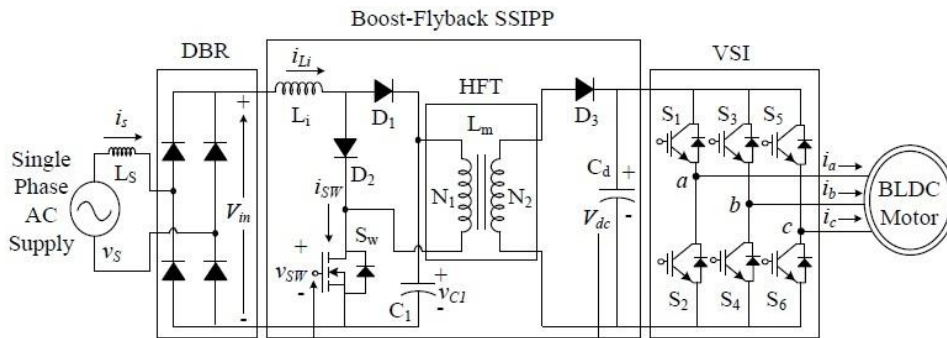 Boost-Flyback SSIPP
DBR
VSI
HFT
i_Li
L_i
D_1
D_2
D_3
L_m
N_1
N_2
i_s
L_S
Single
Phase
AC
Supply
v_S
+
V_in
-
i_SW
S_w
+
v_SW
-
C_1
+
v_C1
-
C_d
+
V_dc
-
S_1
S_3
S_5
a
b
c
i_a
i_b
i_c
BLDC
Motor
S_2
S_4
S_6